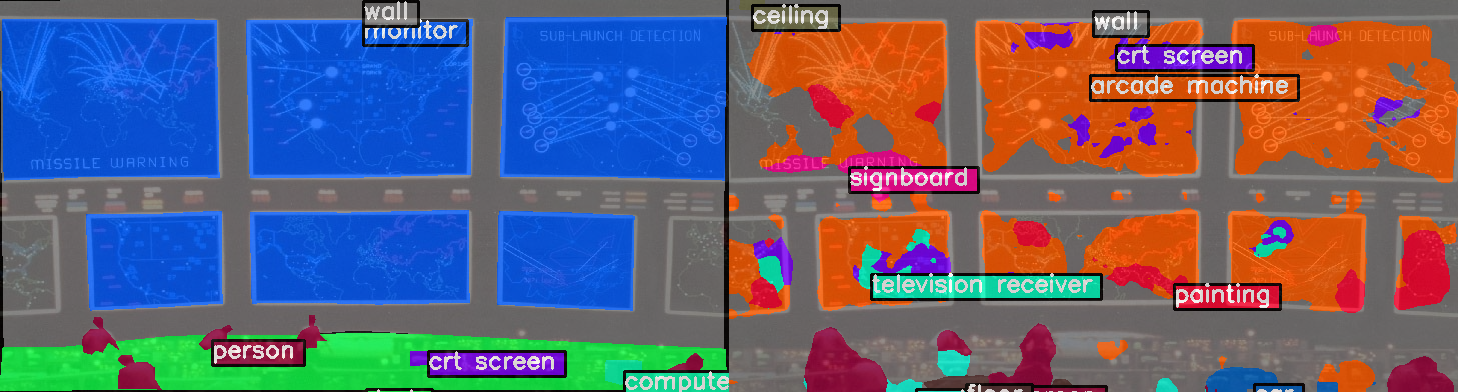 wall
monitor
SUB-LAUNCH DETECTION
MISSILE WARNING
person
crt screen
compute
ceiling
wall
crt screen
arcade machine
SUB-LAUNCH DETECTION
MISSILE WARNING
signboard
television receiver
painting
floor
car